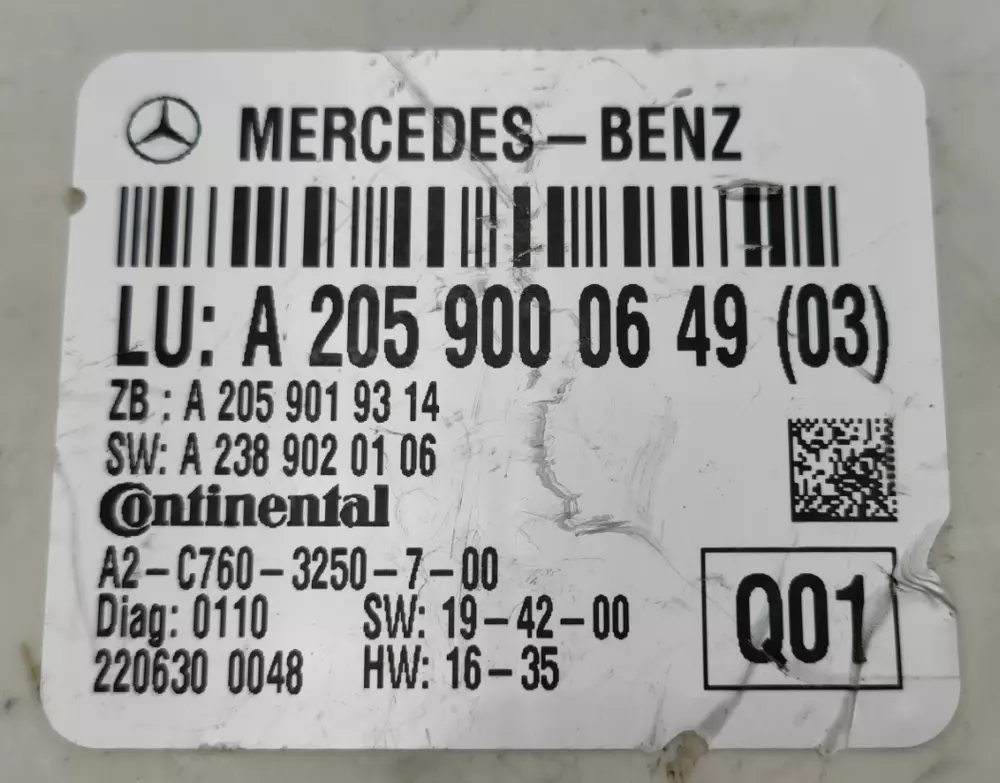 MERCEDES-BENZ
LU: A 205 900 06 49 (03)
ZB : A 205 901 93 14
SW: A 238 902 01 06
Continental
A2-C760-3250-7-00
Diag: 0110 SW: 19-42-00
220630 0048 HW: 16-35
Q01